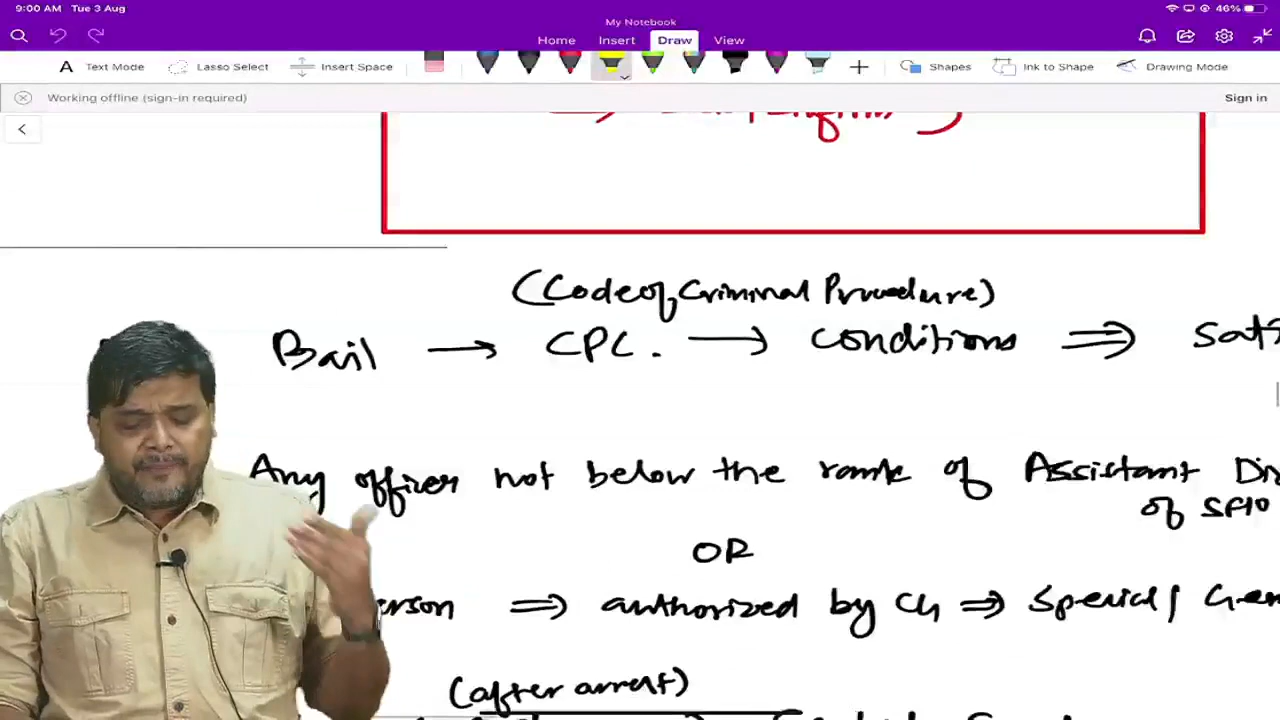 9:00 AM Tue 3 Aug
46%
My Notebook
Home Insert Draw View
Text Mode Lasso Select Insert Space Shapes Ink to Shape Drawing Mode
Working offline (sign-in required) Sign in
(Code of Criminal Procedure)
Bail → CPC. → conditions ⇒
Any officer not below the rank of Assistant
of SFIO
OR
⇒ authorized by CG ⇒ Special/
(after arrest)